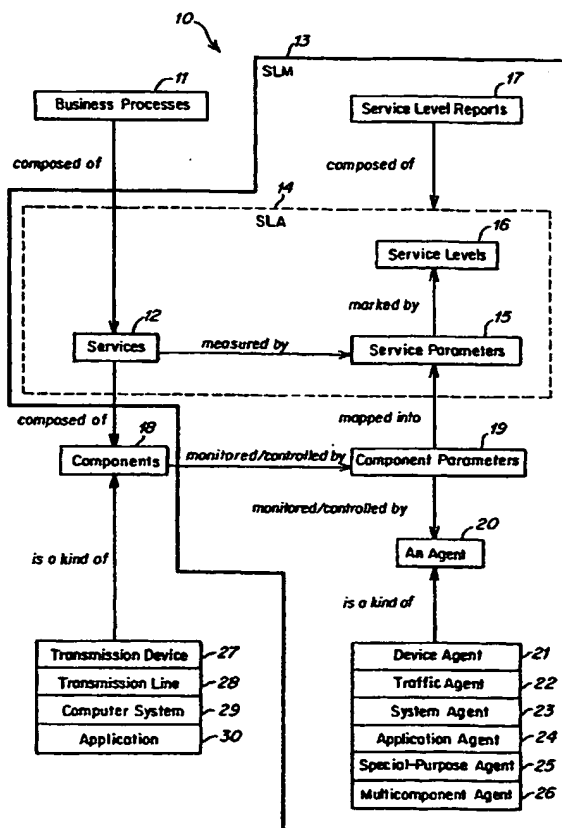 10
13
SLM
11
Business Processes
17
Service Level Reports
composed of
composed of
14
SLA
16
Service Levels
marked by
12
Services
measured by
15
Service Parameters
composed of
mapped into
18
Components
monitored/controlled by
19
Component Parameters
monitored/controlled by
20
An Agent
is a kind of
is a kind of
Transmission Device 27
Transmission Line 28
Computer System 29
Application 30
Device Agent 21
Traffic Agent 22
System Agent 23
Application Agent 24
Special-Purpose Agent 25
Multicomponent Agent 26